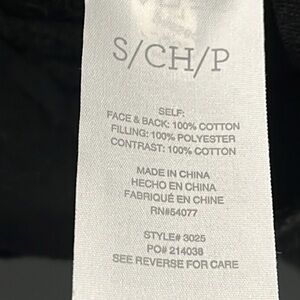 S/CH/P
SELF:
FACE & BACK: 100% COTTON
FILLING: 100% POLYESTER
CONTRAST: 100% COTTON
MADE IN CHINA
HECHO EN CHINA
FABRIQUÉ EN CHINE
RN#54077
STYLE# 3025
PO# 214038
SEE REVERSE FOR CARE